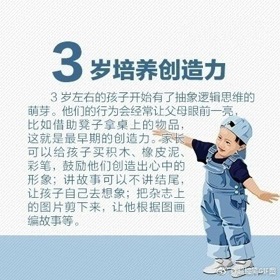 3岁培养创造力
3岁左右的孩子开始有了抽象逻辑思维的
萌芽。他们的行为会经常让父母眼前一亮,
比如借助凳子拿桌上的物品,
这就是最早期的创造力。家长
可以给孩子买积木、橡皮泥、
彩笔,鼓励他们创造出心中的
形象;讲故事可以不讲结尾,
让孩子自己去想象;把杂志上
的图片剪下来,让他根据图画
编故事等。